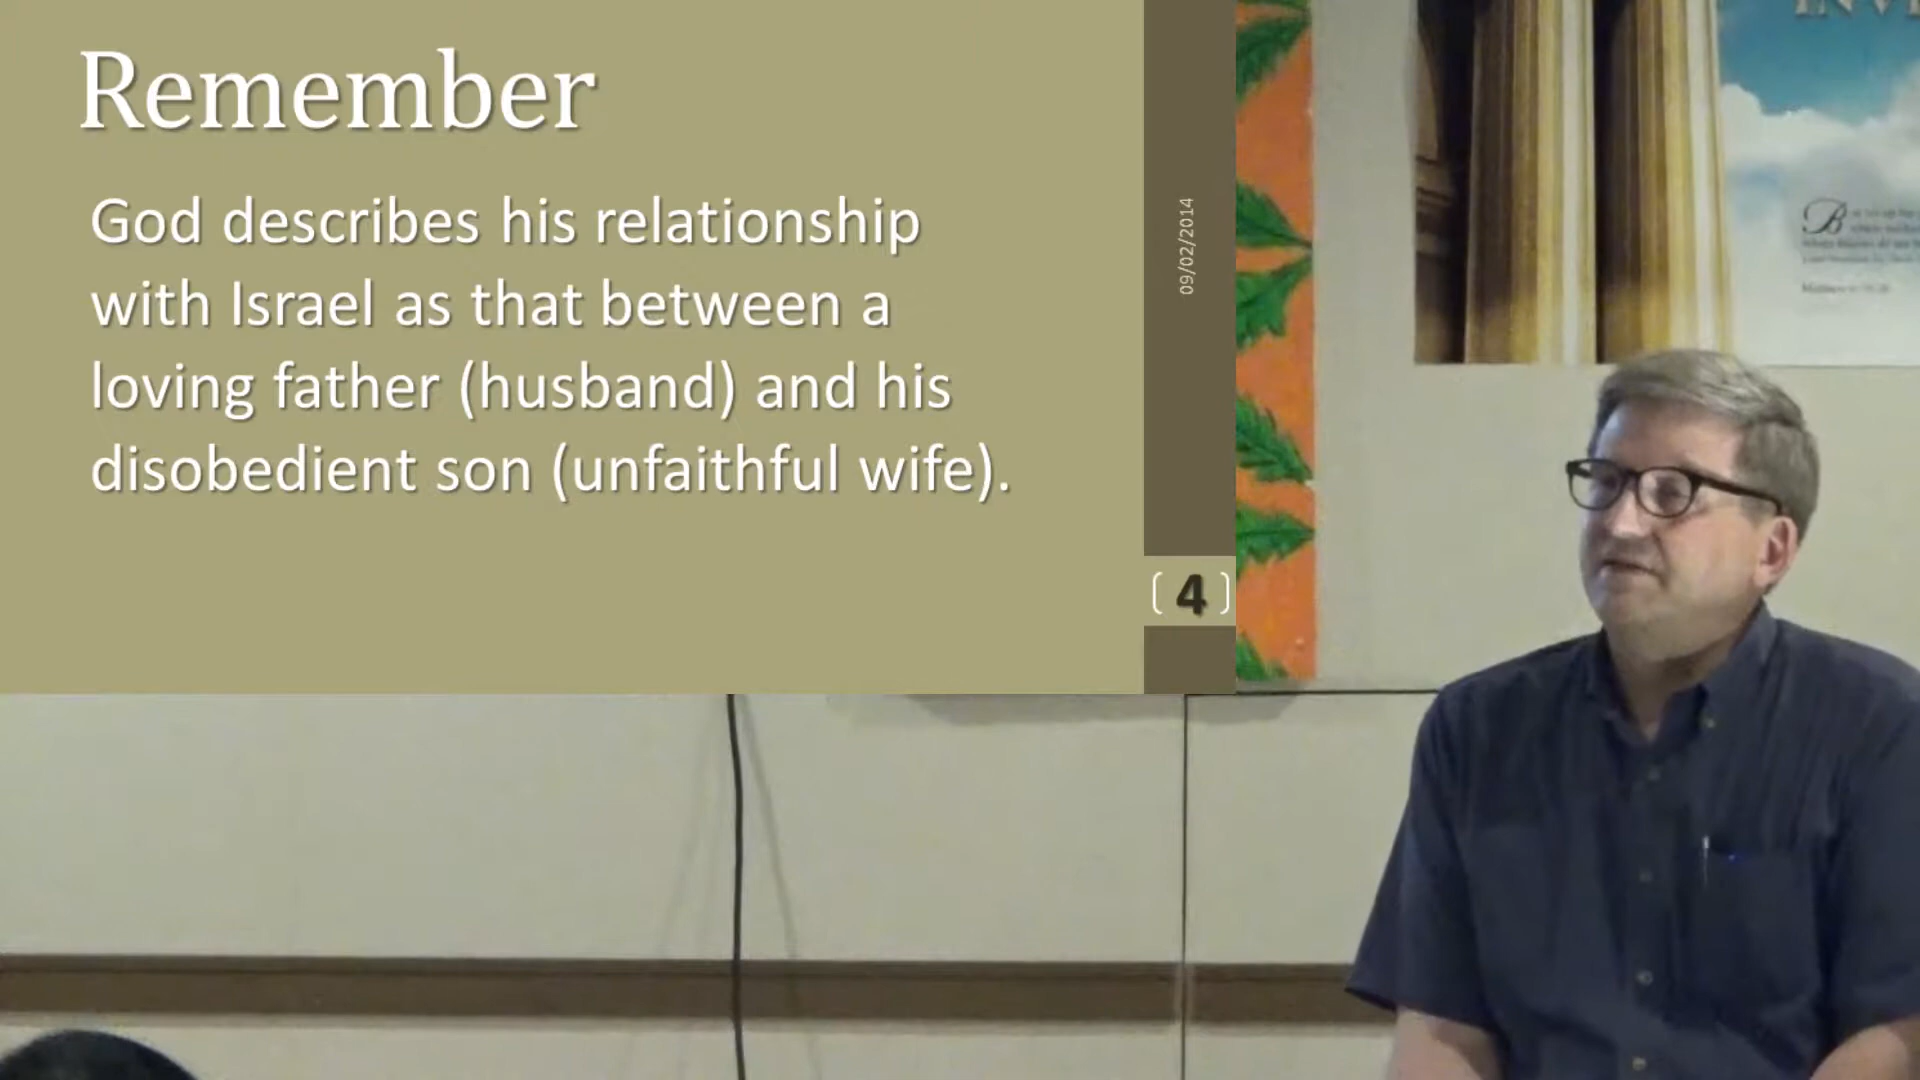 Remember
God describes his relationship
with Israel as that between a
loving father (husband) and his
disobedient son (unfaithful wife).
09/02/2014
4